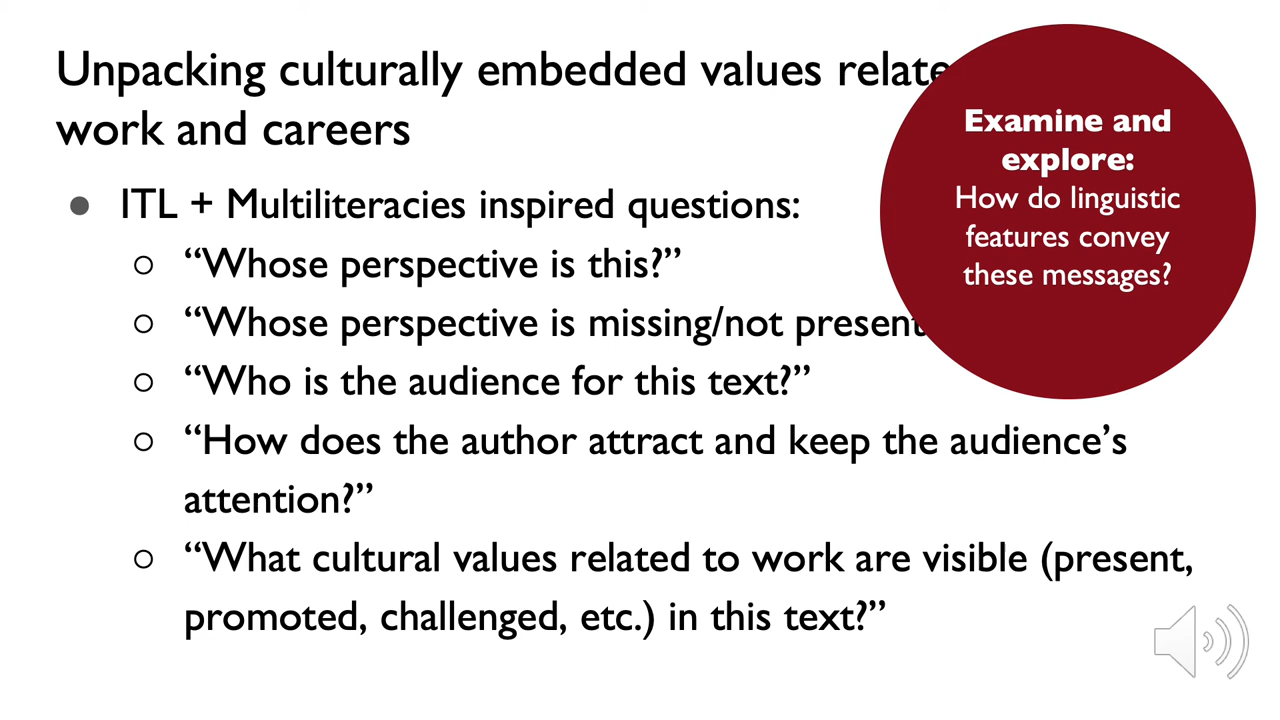 Unpacking culturally embedded values relate
work and careers
● ITL + Multiliteracies inspired questions:
○ “Whose perspective is this?”
○ “Whose perspective is missing/not present
○ “Who is the audience for this text?”
○ “How does the author attract and keep the audience’s
attention?”
○ “What cultural values related to work are visible (present,
promoted, challenged, etc.) in this text?”
Examine and
explore:
How do linguistic
features convey
these messages?